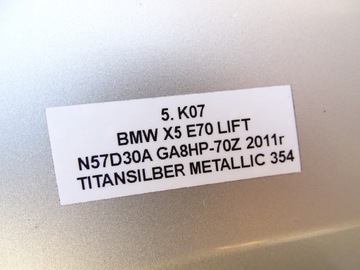 5. K07
BMW X5 E70 LIFT
N57D30A GA8HP-70Z 2011r
TITANSILBER METALLIC 354